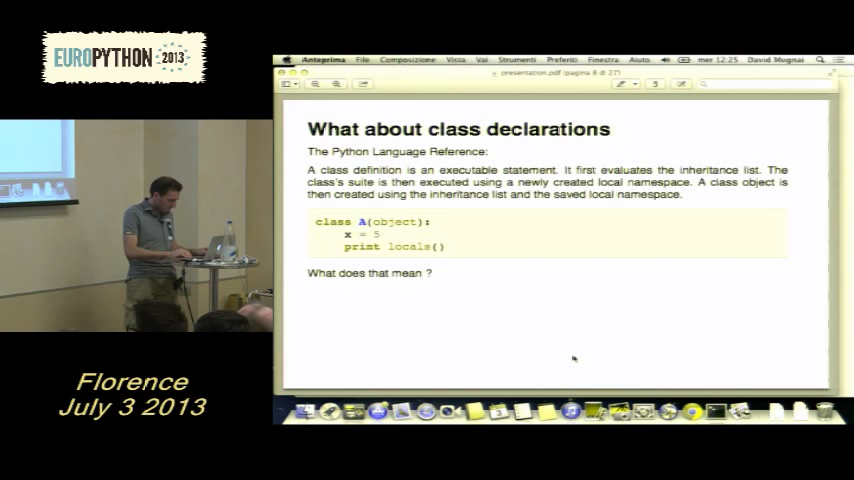 EUROPYTHON 2013
Anteprima File Composizione Vista Vai Strumenti Preferiti Finestra Aiuto mer 12:25 David Mugnai
presentation.pdf (pagina 8 di 27)
What about class declarations
The Python Language Reference:
A class definition is an executable statement. It first evaluates the inheritance list. The
class's suite is then executed using a newly created local namespace. A class object is
then created using the inheritance list and the saved local namespace.
class A(object):
x = 5
print locals()
What does that mean ?
Florence
July 3 2013